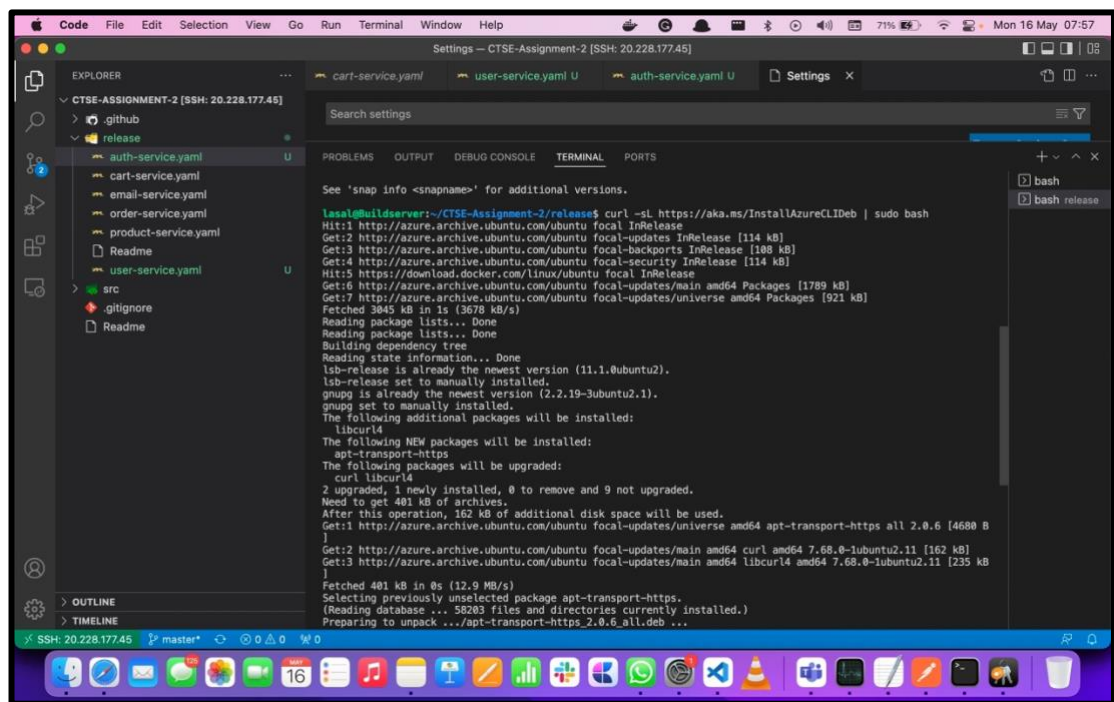 Code File Edit Selection View Go Run Terminal Window Help 71% Mon 16 May 07:57
Settings — CTSE-Assignment-2 [SSH: 20.228.177.45]
EXPLORER
cart-service.yaml user-service.yaml U auth-service.yaml U Settings
CTSE-ASSIGNMENT-2 [SSH: 20.228.177.45]
.github
release
auth-service.yaml U
cart-service.yaml
email-service.yaml
order-service.yaml
product-service.yaml
Readme
user-service.yaml U
src
.gitignore
Readme
OUTLINE
TIMELINE
2
Search settings
PROBLEMS OUTPUT DEBUG CONSOLE TERMINAL PORTS
bash
bash release
See 'snap info <snapname>' for additional versions.
lasal@Buildserver:~/CTSE-Assignment-2/release$ curl -sL https://aka.ms/InstallAzureCLIDeb | sudo bash
Hit:1 http://azure.archive.ubuntu.com/ubuntu focal InRelease
Get:2 http://azure.archive.ubuntu.com/ubuntu focal-updates InRelease [114 kB]
Get:3 http://azure.archive.ubuntu.com/ubuntu focal-backports InRelease [108 kB]
Get:4 http://azure.archive.ubuntu.com/ubuntu focal-security InRelease [114 kB]
Hit:5 https://download.docker.com/linux/ubuntu focal InRelease
Get:6 http://azure.archive.ubuntu.com/ubuntu focal-updates/main amd64 Packages [1789 kB]
Get:7 http://azure.archive.ubuntu.com/ubuntu focal-updates/universe amd64 Packages [921 kB]
Fetched 3045 kB in 1s (3678 kB/s)
Reading package lists... Done
Reading package lists... Done
Building dependency tree
Reading state information... Done
lsb-release is already the newest version (11.1.0ubuntu2).
lsb-release set to manually installed.
gnupg is already the newest version (2.2.19-3ubuntu2.1).
gnupg set to manually installed.
The following additional packages will be installed:
libcurl4
The following NEW packages will be installed:
apt-transport-https
The following packages will be upgraded:
curl libcurl4
2 upgraded, 1 newly installed, 0 to remove and 9 not upgraded.
Need to get 401 kB of archives.
After this operation, 162 kB of additional disk space will be used.
Get:1 http://azure.archive.ubuntu.com/ubuntu focal-updates/universe amd64 apt-transport-https all 2.0.6 [4680 B
]
Get:2 http://azure.archive.ubuntu.com/ubuntu focal-updates/main amd64 curl amd64 7.68.0-1ubuntu2.11 [162 kB]
Get:3 http://azure.archive.ubuntu.com/ubuntu focal-updates/main amd64 libcurl4 amd64 7.68.0-1ubuntu2.11 [235 kB
]
Fetched 401 kB in 0s (12.9 MB/s)
Selecting previously unselected package apt-transport-https.
(Reading database ... 58203 files and directories currently installed.)
Preparing to unpack .../apt-transport-https_2.0.6_all.deb ...
SSH: 20.228.177.45 master* 0 0 0
125
MAY
16
1